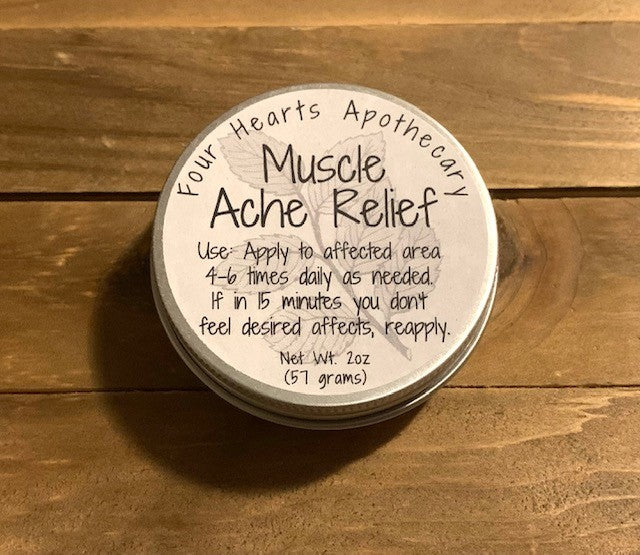 Four Hearts Apothecary
Muscle
Ache Relief
Use: Apply to affected area
4-6 times daily as needed.
If in 15 minutes you don't
feel desired affects, reapply.
Net Wt. 2oz
(57 grams)